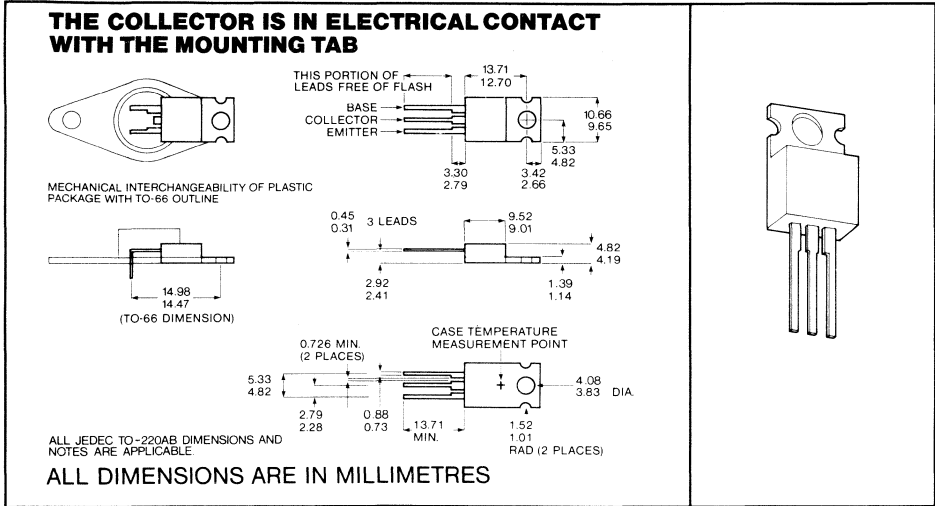 THE COLLECTOR IS IN ELECTRICAL CONTACT
WITH THE MOUNTING TAB
THIS PORTION OF
LEADS FREE OF FLASH
13.71
12.70
BASE
COLLECTOR
EMITTER
10.66
9.65
5.33
4.82
3.30
2.79
3.42
2.66
MECHANICAL INTERCHANGEABILITY OF PLASTIC
PACKAGE WITH TO-66 OUTLINE
0.45
0.31
3 LEADS
9.52
9.01
4.82
4.19
2.92
2.41
1.39
1.14
14.98
14.47
(TO-66 DIMENSION)
0.726 MIN.
(2 PLACES)
CASE TEMPERATURE
MEASUREMENT POINT
5.33
4.82
4.08
3.83 DIA.
2.79
2.28
0.88
0.73
13.71
MIN.
1.52
1.01
RAD (2 PLACES)
ALL JEDEC TO-220AB DIMENSIONS AND
NOTES ARE APPLICABLE.
ALL DIMENSIONS ARE IN MILLIMETRES